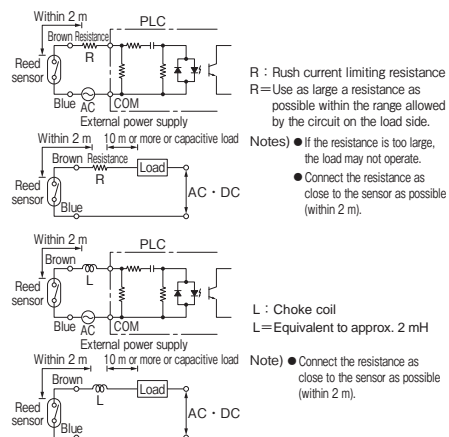 Within 2 m
PLC
Brown Resistance
R
Reed sensor
Blue AC COM
External power supply
Within 2 m 10 m or more or capacitive load
Brown Resistance
R
Load
Reed sensor
AC・DC
Blue
R：Rush current limiting resistance
R＝Use as large a resistance as
possible within the range allowed
by the circuit on the load side.
Notes) ● If the resistance is too large,
the load may not operate.
● Connect the resistance as
close to the sensor as possible
(within 2 m).
Within 2 m
PLC
Brown
L
Reed sensor
Blue AC COM
External power supply
Within 2 m 10 m or more or capacitive load
Brown
L
Load
Reed sensor
AC・DC
Blue
L：Choke coil
L＝Equivalent to approx. 2 mH
Note) ● Connect the resistance as
close to the sensor as possible
(within 2 m).